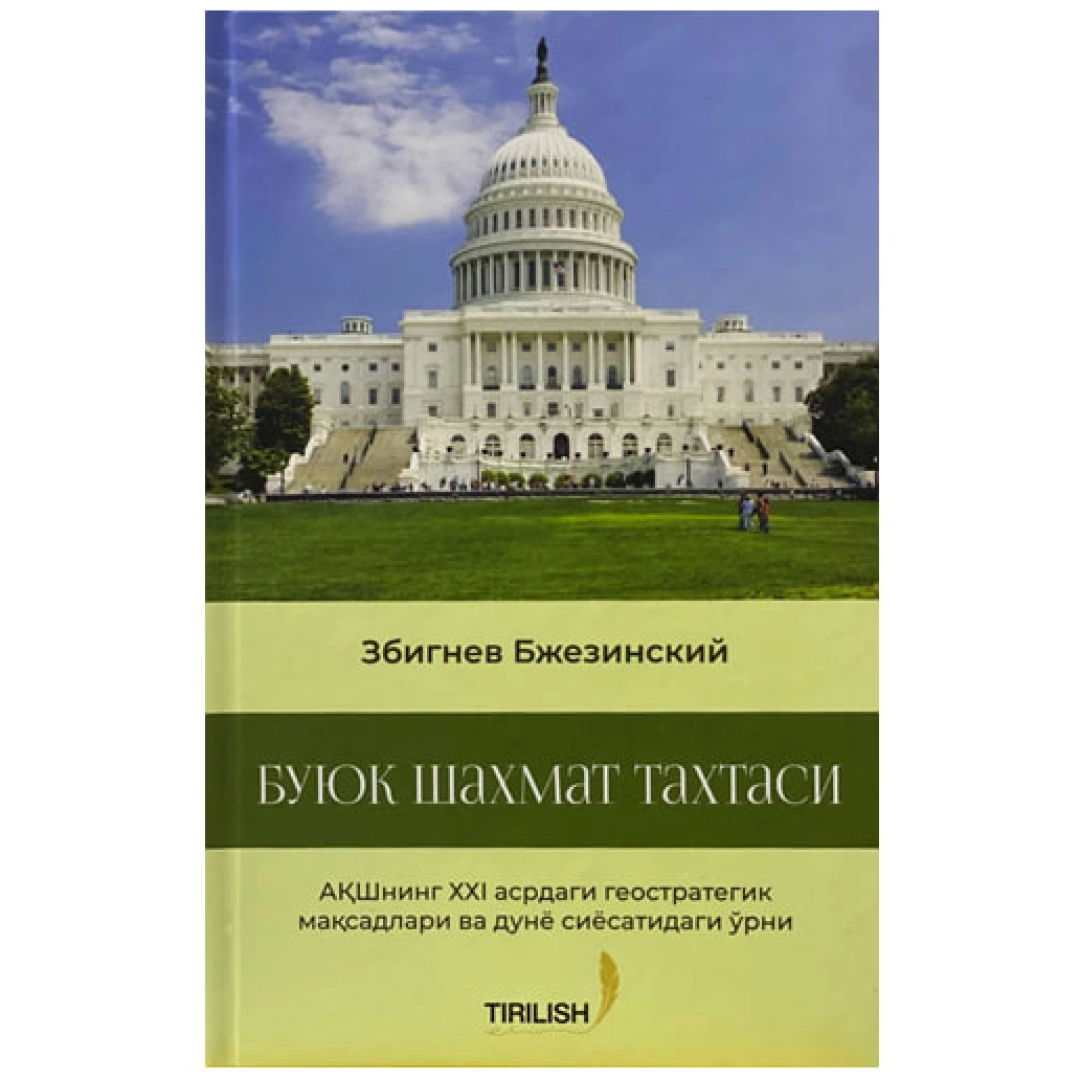 Збигнев Бжезинский
БУЮК ШАХМАТ ТАХТАСИ
АҚШнинг XXI асрдаги геостратегик
мақсадлари ва дунё сиёсатидаги ўрни
TIRILISH